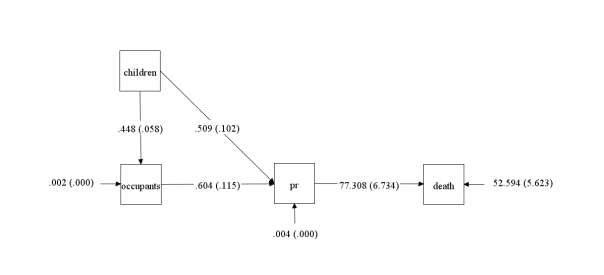 children
.448 (.058)
.509 (.102)
.002 (.000)
occupants
.604 (.115)
pr
77.308 (6.734)
death
52.594 (5.623)
.004 (.000)